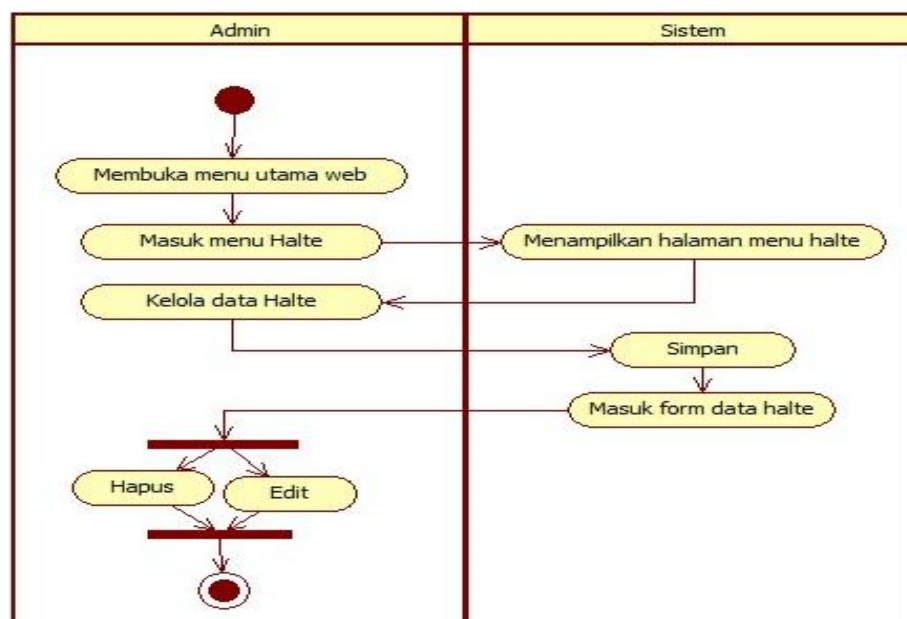 Admin
Sistem
Membuka menu utama web
Masuk menu Halte
Menampilkan halaman menu halte
Kelola data Halte
Simpan
Masuk form data halte
Hapus
Edit